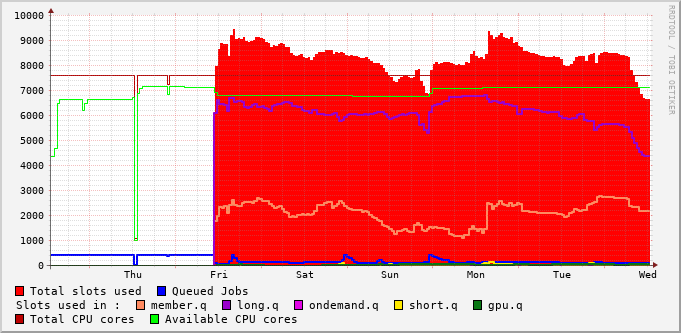 10000
9000
8000
7000
6000
5000
4000
3000
2000
1000
0
Thu Fri Sat Sun Mon Tue Wed
RRDTOOL / TOBI OETIKER
Total slots used Queued Jobs
Slots used in : member.q long.q ondemand.q short.q gpu.q
Total CPU cores Available CPU cores